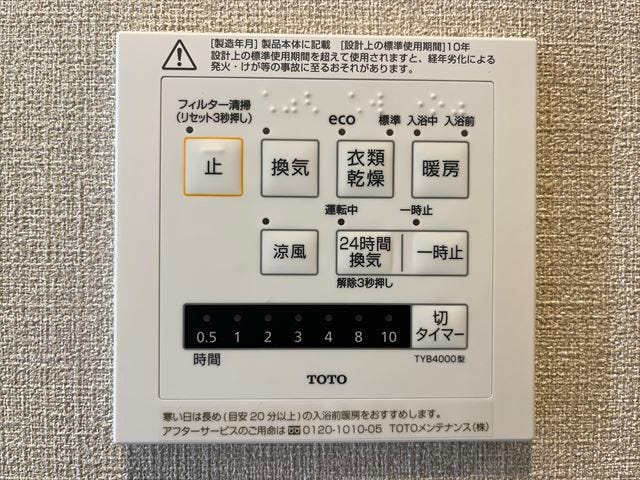 [製造年月] 製品本体に記載 [設計上の標準使用期間] 10年
設計上の標準使用期間を超えて使用されますと、経年劣化による
発火・けが等の事故に至るおそれがあります。
フィルター清掃
(リセット3秒押し)
eco 標準 入浴中 入浴前
止 換気 衣類乾燥 暖房
運転中 一時止
涼風 24時間換気 一時止
解除3秒押し
0.5 1 2 3 4 8 10 切タイマー
時間 TYB4000型
TOTO
寒い日は長め (目安20分以上) の入浴前暖房をおすすめします。
アフターサービスのご用命は 0120-1010-05 TOTOメンテナンス(株)